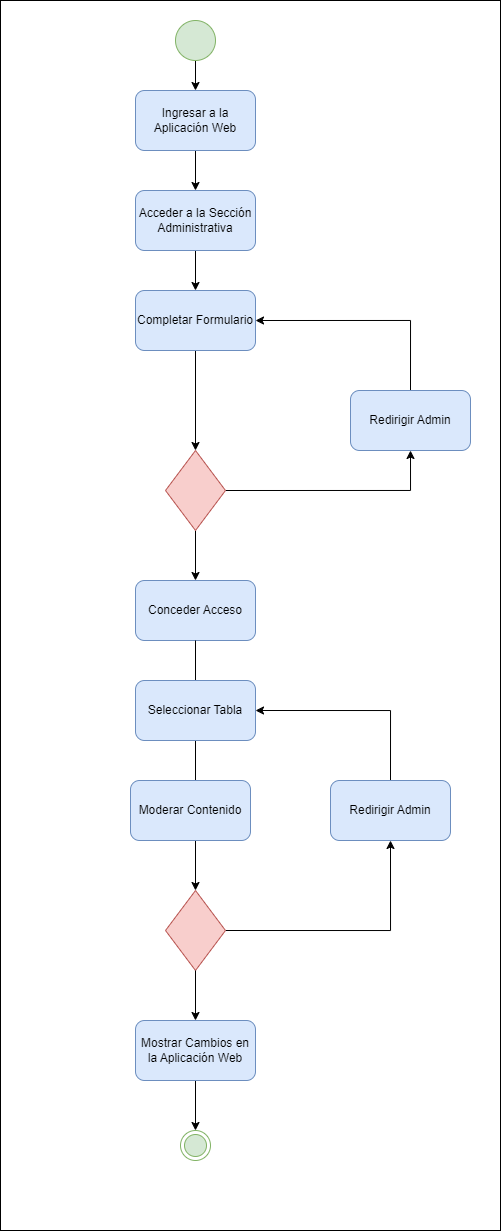 Ingresar a la
Aplicación Web
Acceder a la Sección
Administrativa
Completar Formulario
Redirigir Admin
Conceder Acceso
Seleccionar Tabla
Moderar Contenido
Redirigir Admin
Mostrar Cambios en
la Aplicación Web